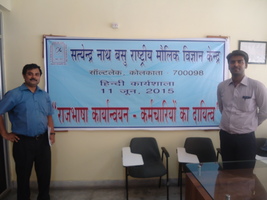 सत्येन्द्र नाथ बसु राष्ट्रीय मौलिक विज्ञान केन्द्र
सॉल्टलेक, कोलकाता 700098
हिन्दी कार्यशाला
11 जून, 2015
"राजभाषा कार्यान्वयन - कर्मचारियों का दायित्व